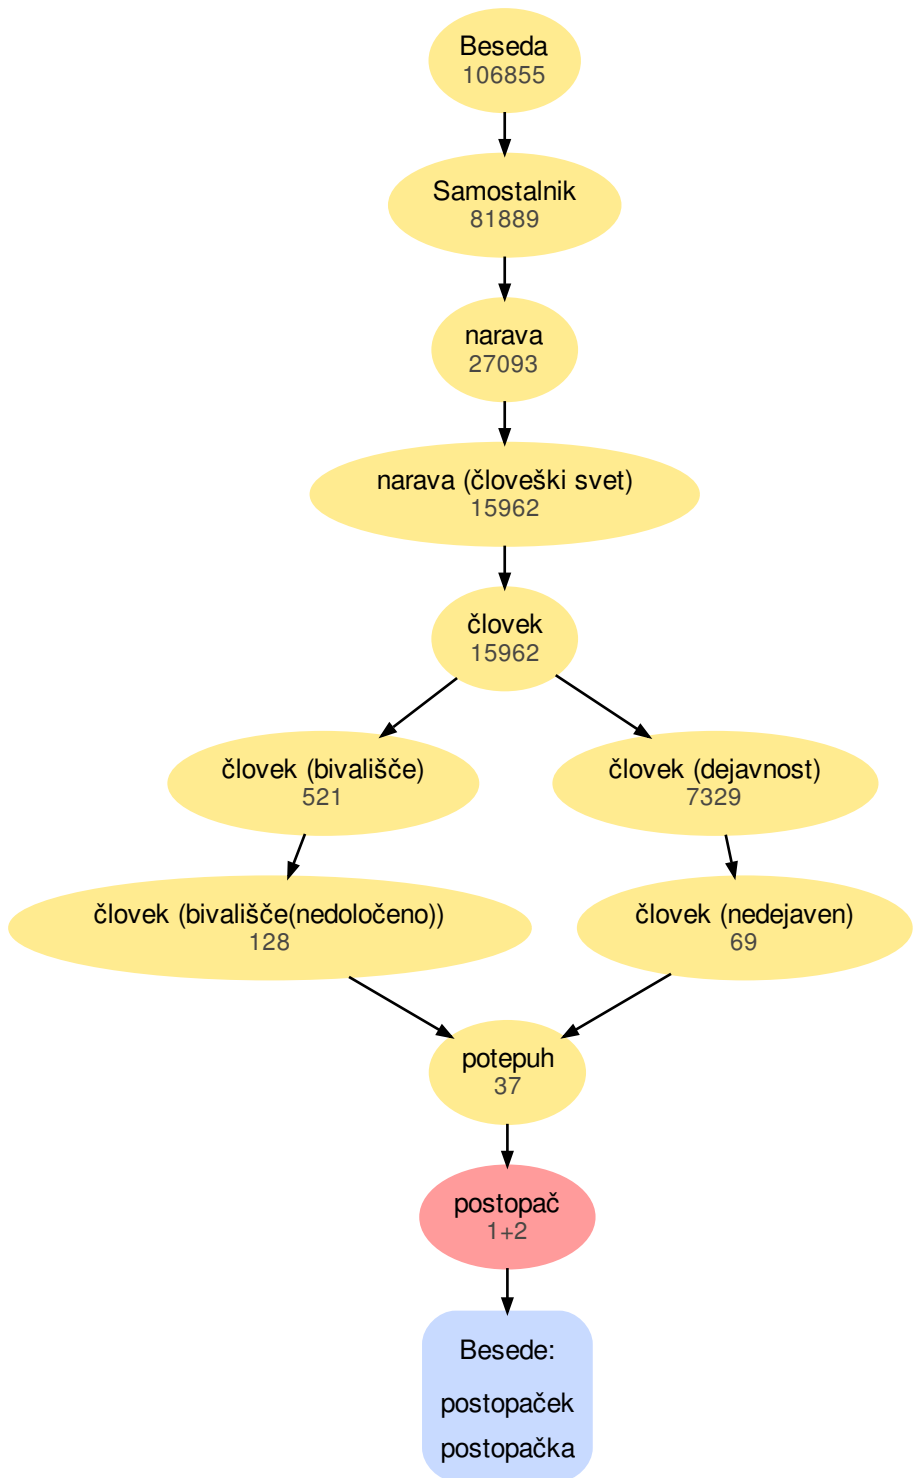 Beseda
106855
Samostalnik
81889
narava
27093
narava (človeški svet)
15962
človek
15962
človek (bivališče)
521
človek (dejavnost)
7329
človek (bivališče(nedoločeno))
128
človek (nedejaven)
69
potepuh
37
postopač
1+2
Besede:
postopaček
postopačka